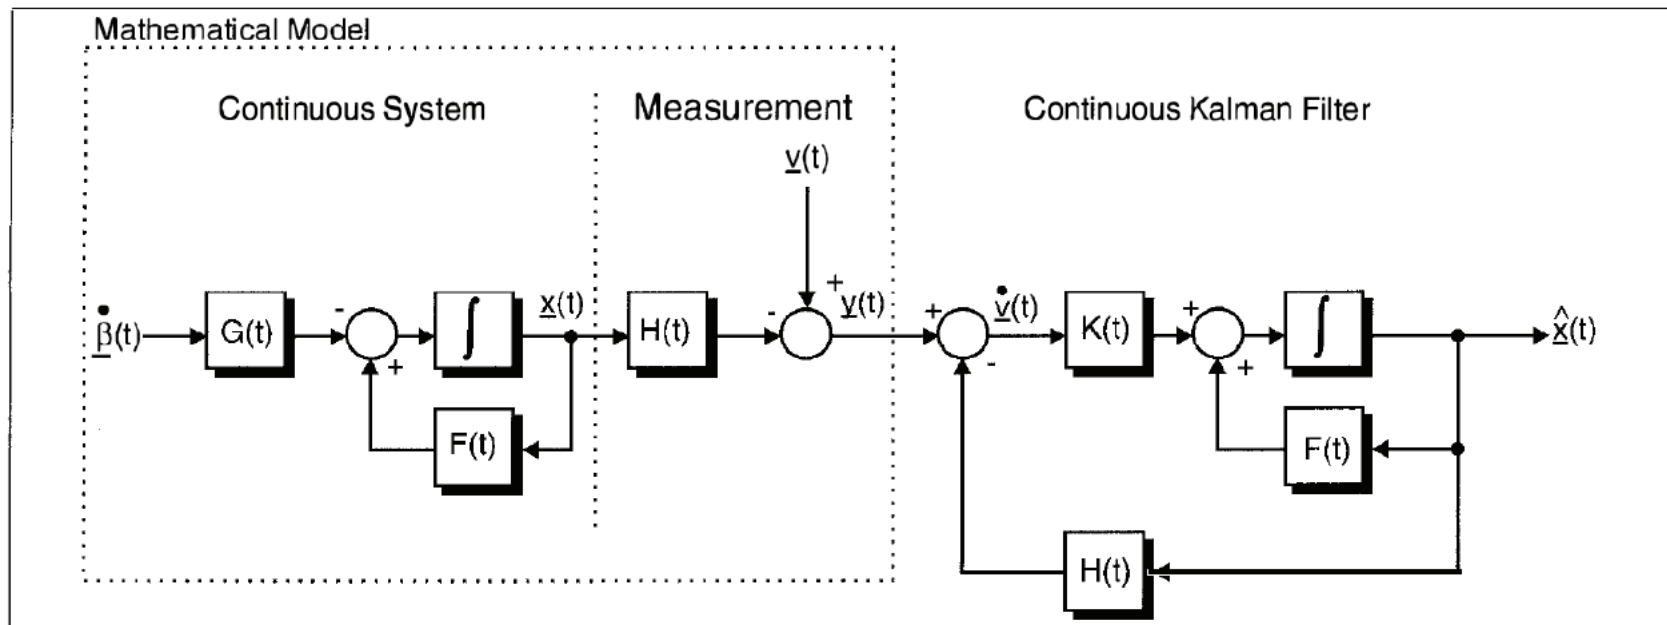 Mathematical Model
Continuous System
Measurement
Continuous Kalman Filter
v(t)
β̇(t)
G(t)
-
+
∫
x(t)
F(t)
H(t)
-
+
y(t)
+
-
v̇(t)
K(t)
+
+
∫
x̂(t)
F(t)
H(t)